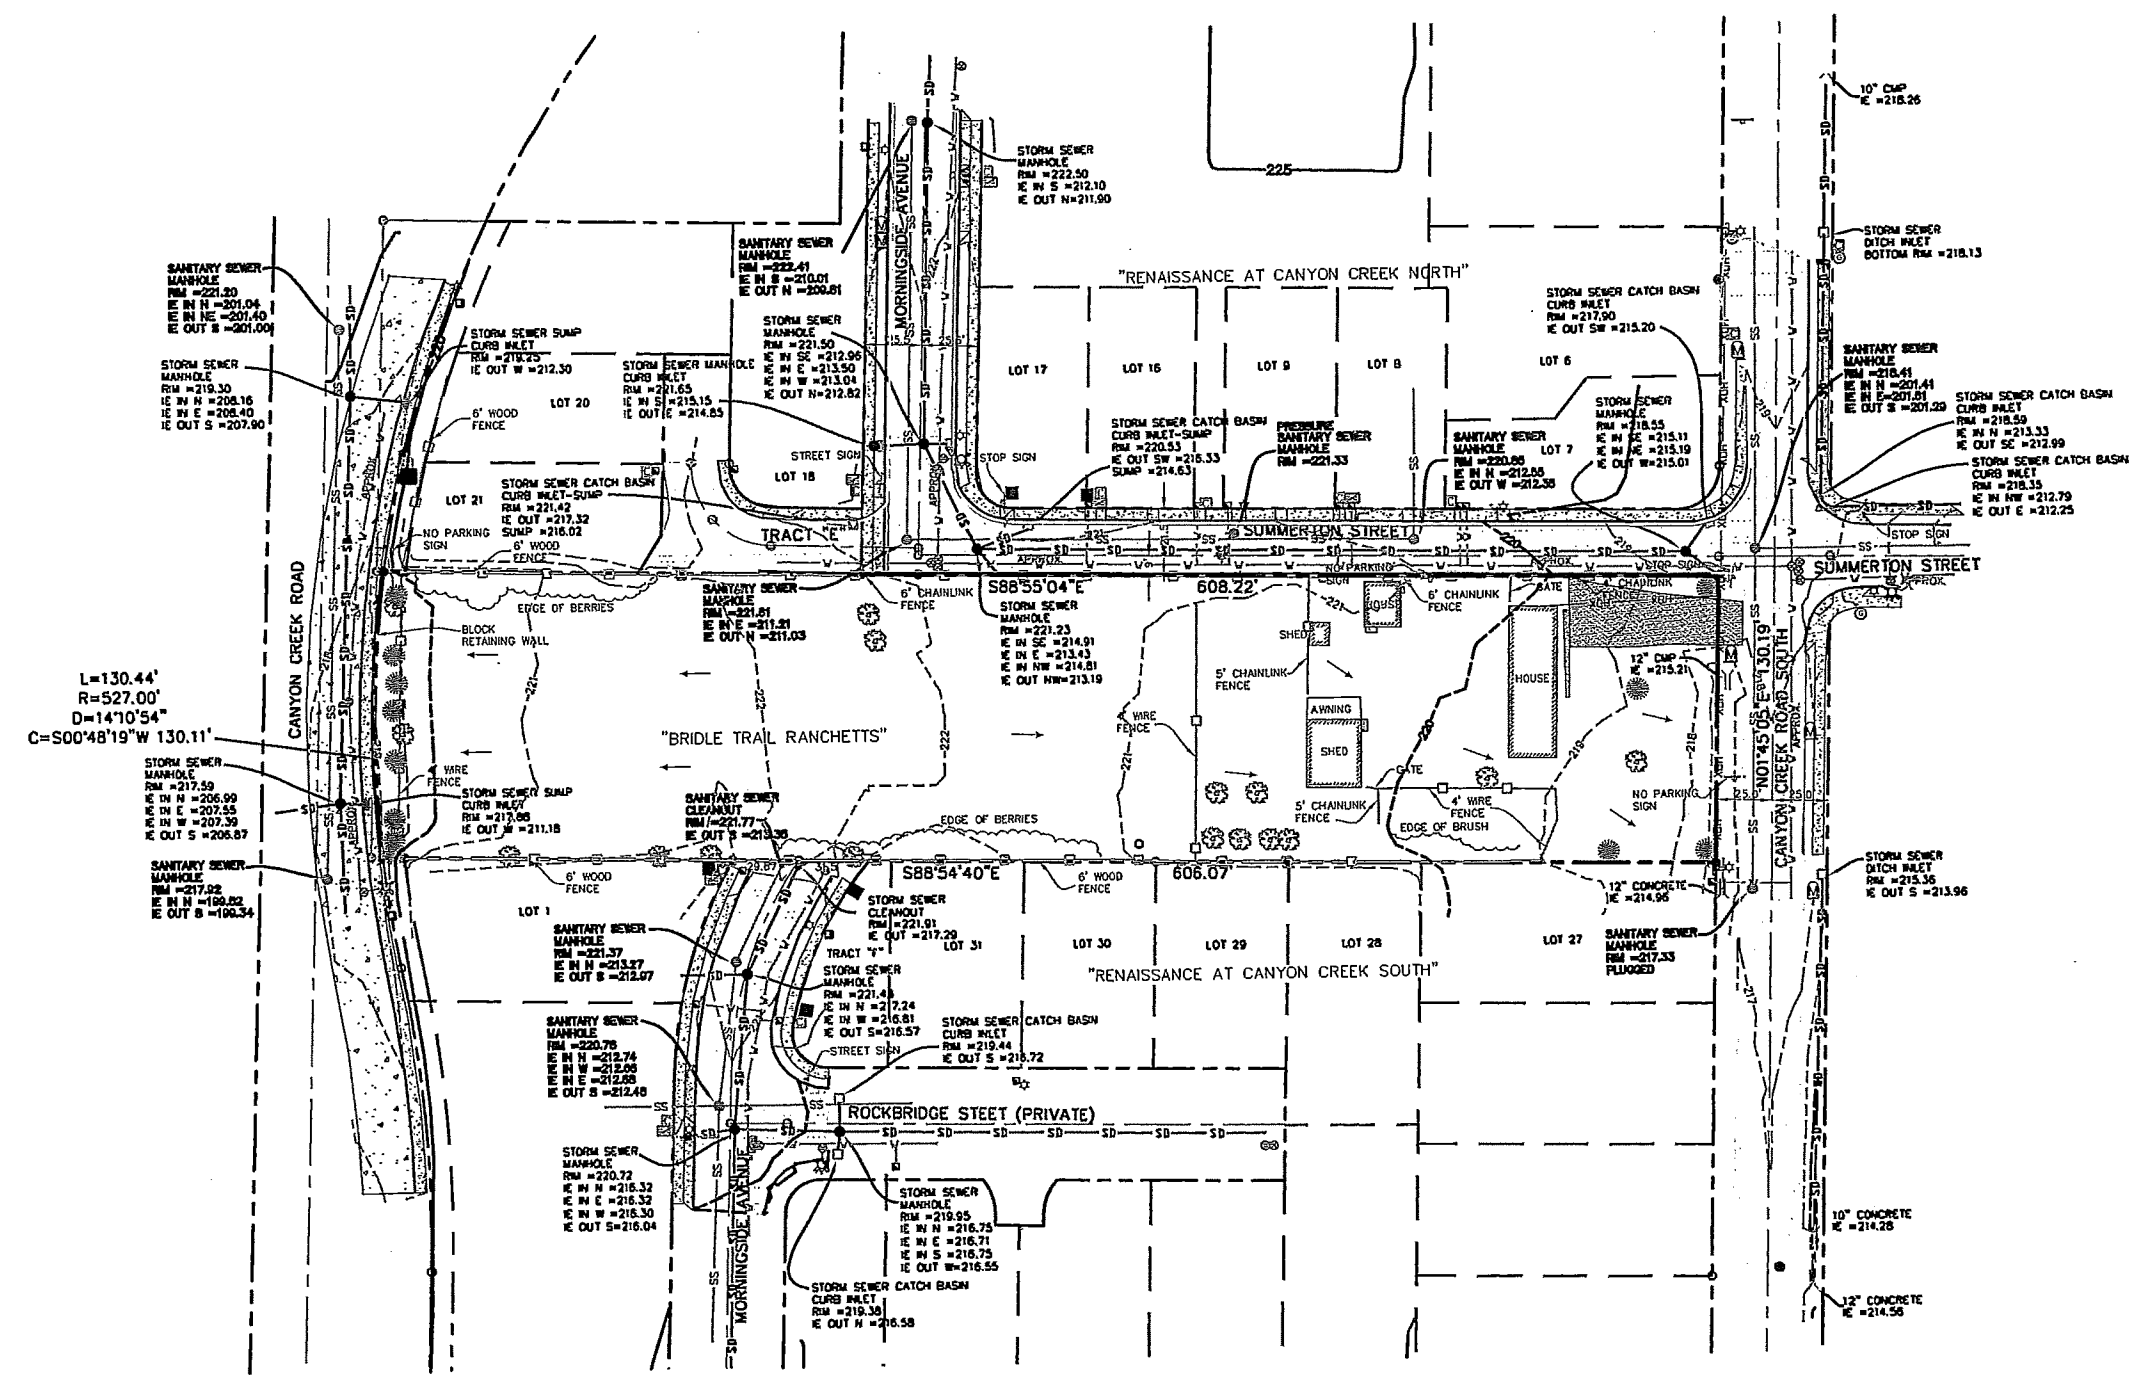 10" CMP
IE =218.26
STORM SEWER
MANHOLE
RIM =222.50
IE IN S =212.10
IE OUT N=211.90
MORNINGSIDE AVENUE
225
STORM SEWER
DITCH INLET
BOTTOM RIM =218.13
SANITARY SEWER
MANHOLE
RIM =222.41
IE IN S =210.01
IE OUT N =209.81
"RENAISSANCE AT CANYON CREEK NORTH"
SANITARY SEWER
MANHOLE
RIM =221.20
IE IN N =201.04
IE IN NE =201.40
IE OUT S =201.00
STORM SEWER CATCH BASIN
CURB INLET
RIM =217.90
IE OUT SW =215.20
STORM SEWER SUMP
CURB INLET
RIM =219.25
IE OUT W =212.30
STORM SEWER
MANHOLE
RIM =221.50
IE IN SE =212.96
IE IN E =213.50
IE IN W =213.04
IE OUT N=212.82
STORM SEWER
MANHOLE
RIM =219.30
IE IN N =208.16
IE IN E =208.40
IE OUT S =207.90
STORM SEWER MANHOLE
CURB INLET
RIM =221.65
IE IN S =215.15
IE OUT E =214.85
SANITARY SEWER
MANHOLE
RIM =218.41
IE IN N =201.41
IE IN E=201.81
IE OUT S =201.29
LOT 17
LOT 16
LOT 9
LOT 8
LOT 6
LOT 20
6' WOOD
FENCE
STORM SEWER CATCH BASIN
CURB INLET
RIM =218.59
IE IN N =213.33
IE OUT SE =212.99
STORM SEWER
MANHOLE
RIM =218.55
IE IN SE =215.11
IE IN NE =215.19
IE OUT W=215.01
STORM SEWER CATCH BASIN
CURB INLET-SUMP
RIM =220.53
IE OUT SW =216.33
SUMP =214.63
PRESSURE
SANITARY SEWER
MANHOLE
RIM =221.33
SANITARY SEWER
MANHOLE
RIM =220.66
IE IN N =212.55
IE OUT W =212.35
LOT 7
STREET SIGN
STOP SIGN
STORM SEWER CATCH BASIN
CURB INLET
RIM =218.35
IE IN NW =212.79
IE OUT E =212.25
LOT 18
LOT 21
STORM SEWER CATCH BASIN
CURB INLET-SUMP
RIM =221.42
IE OUT =217.32
SUMP =216.02
NO PARKING
SIGN
6' WOOD
FENCE
TRACT "E"
SUMMERTON STREET
STOP SIGN
SUMMERTON STREET
CANYON CREEK ROAD
EDGE OF BERRIES
SANITARY SEWER
MANHOLE
RIM =221.61
IE IN E =211.21
IE OUT N =211.03
6' CHAINLINK
FENCE
S88°55'04"E
608.22'
NO PARKING
SIGN
6' CHAINLINK
FENCE
GATE
4' CHAINLINK
FENCE
STOP SIGN
BLOCK
RETAINING WALL
STORM SEWER
MANHOLE
RIM =221.23
IE IN SE =214.91
IE IN E =213.43
IE IN NW =214.81
IE OUT NW=213.19
HOUSE
SHED
5' CHAINLINK
FENCE
12" CMP
IE =215.21
HOUSE
L=130.44'
R=527.00'
D=14°10'54"
C=S00°48'19"W 130.11'
"BRIDLE TRAIL RANCHETTS"
4' WIRE
FENCE
AWNING
SHED
N01°45'05"E 130.19'
CANYON CREEK ROAD SOUTH
STORM SEWER
MANHOLE
RIM =217.59
IE IN N =206.99
IE IN E =207.55
IE IN W =207.39
IE OUT S =206.87
4' WIRE
FENCE
STORM SEWER SUMP
CURB INLET
RIM =217.66
IE OUT W =211.18
SANITARY SEWER
CLEANOUT
RIM =221.77
IE OUT S =213.36
EDGE OF BERRIES
GATE
5' CHAINLINK
FENCE
4' WIRE
FENCE
EDGE OF BRUSH
NO PARKING
SIGN
25.0'
25.0'
SANITARY SEWER
MANHOLE
RIM =217.92
IE IN N =199.62
IE OUT S =199.34
6' WOOD
FENCE
S88°54'40"E
6' WOOD
FENCE
606.07'
12" CONCRETE
IE =214.96
STORM SEWER
DITCH INLET
RIM =215.36
IE OUT S =213.96
LOT 1
STORM SEWER
CLEANOUT
RIM =221.91
IE OUT =217.29
SANITARY SEWER
MANHOLE
RIM =221.37
IE IN N =213.27
IE OUT S =212.97
TRACT "F"
LOT 31
LOT 30
LOT 29
LOT 28
LOT 27
SANITARY SEWER
MANHOLE
RIM =217.33
PLUGGED
"RENAISSANCE AT CANYON CREEK SOUTH"
STORM SEWER
MANHOLE
RIM =221.44
IE IN N =217.24
IE IN W =216.81
IE OUT S=216.57
SANITARY SEWER
MANHOLE
RIM =220.76
IE IN N =212.74
IE IN W =212.66
IE IN E =212.68
IE OUT S =212.48
STREET SIGN
STORM SEWER CATCH BASIN
CURB INLET
RIM =219.44
IE OUT S =216.72
ROCKBRIDGE STEET (PRIVATE)
STORM SEWER
MANHOLE
RIM =220.72
IE IN N =216.32
IE IN E =216.32
IE IN W =216.30
IE OUT S=216.04
MORNINGSIDE AVENUE
STORM SEWER
MANHOLE
RIM =219.95
IE IN N =216.75
IE IN E =216.71
IE IN S =216.75
IE OUT W=216.55
STORM SEWER CATCH BASIN
CURB INLET
RIM =219.38
IE OUT N =216.58
10" CONCRETE
IE =214.28
12" CONCRETE
IE =214.56